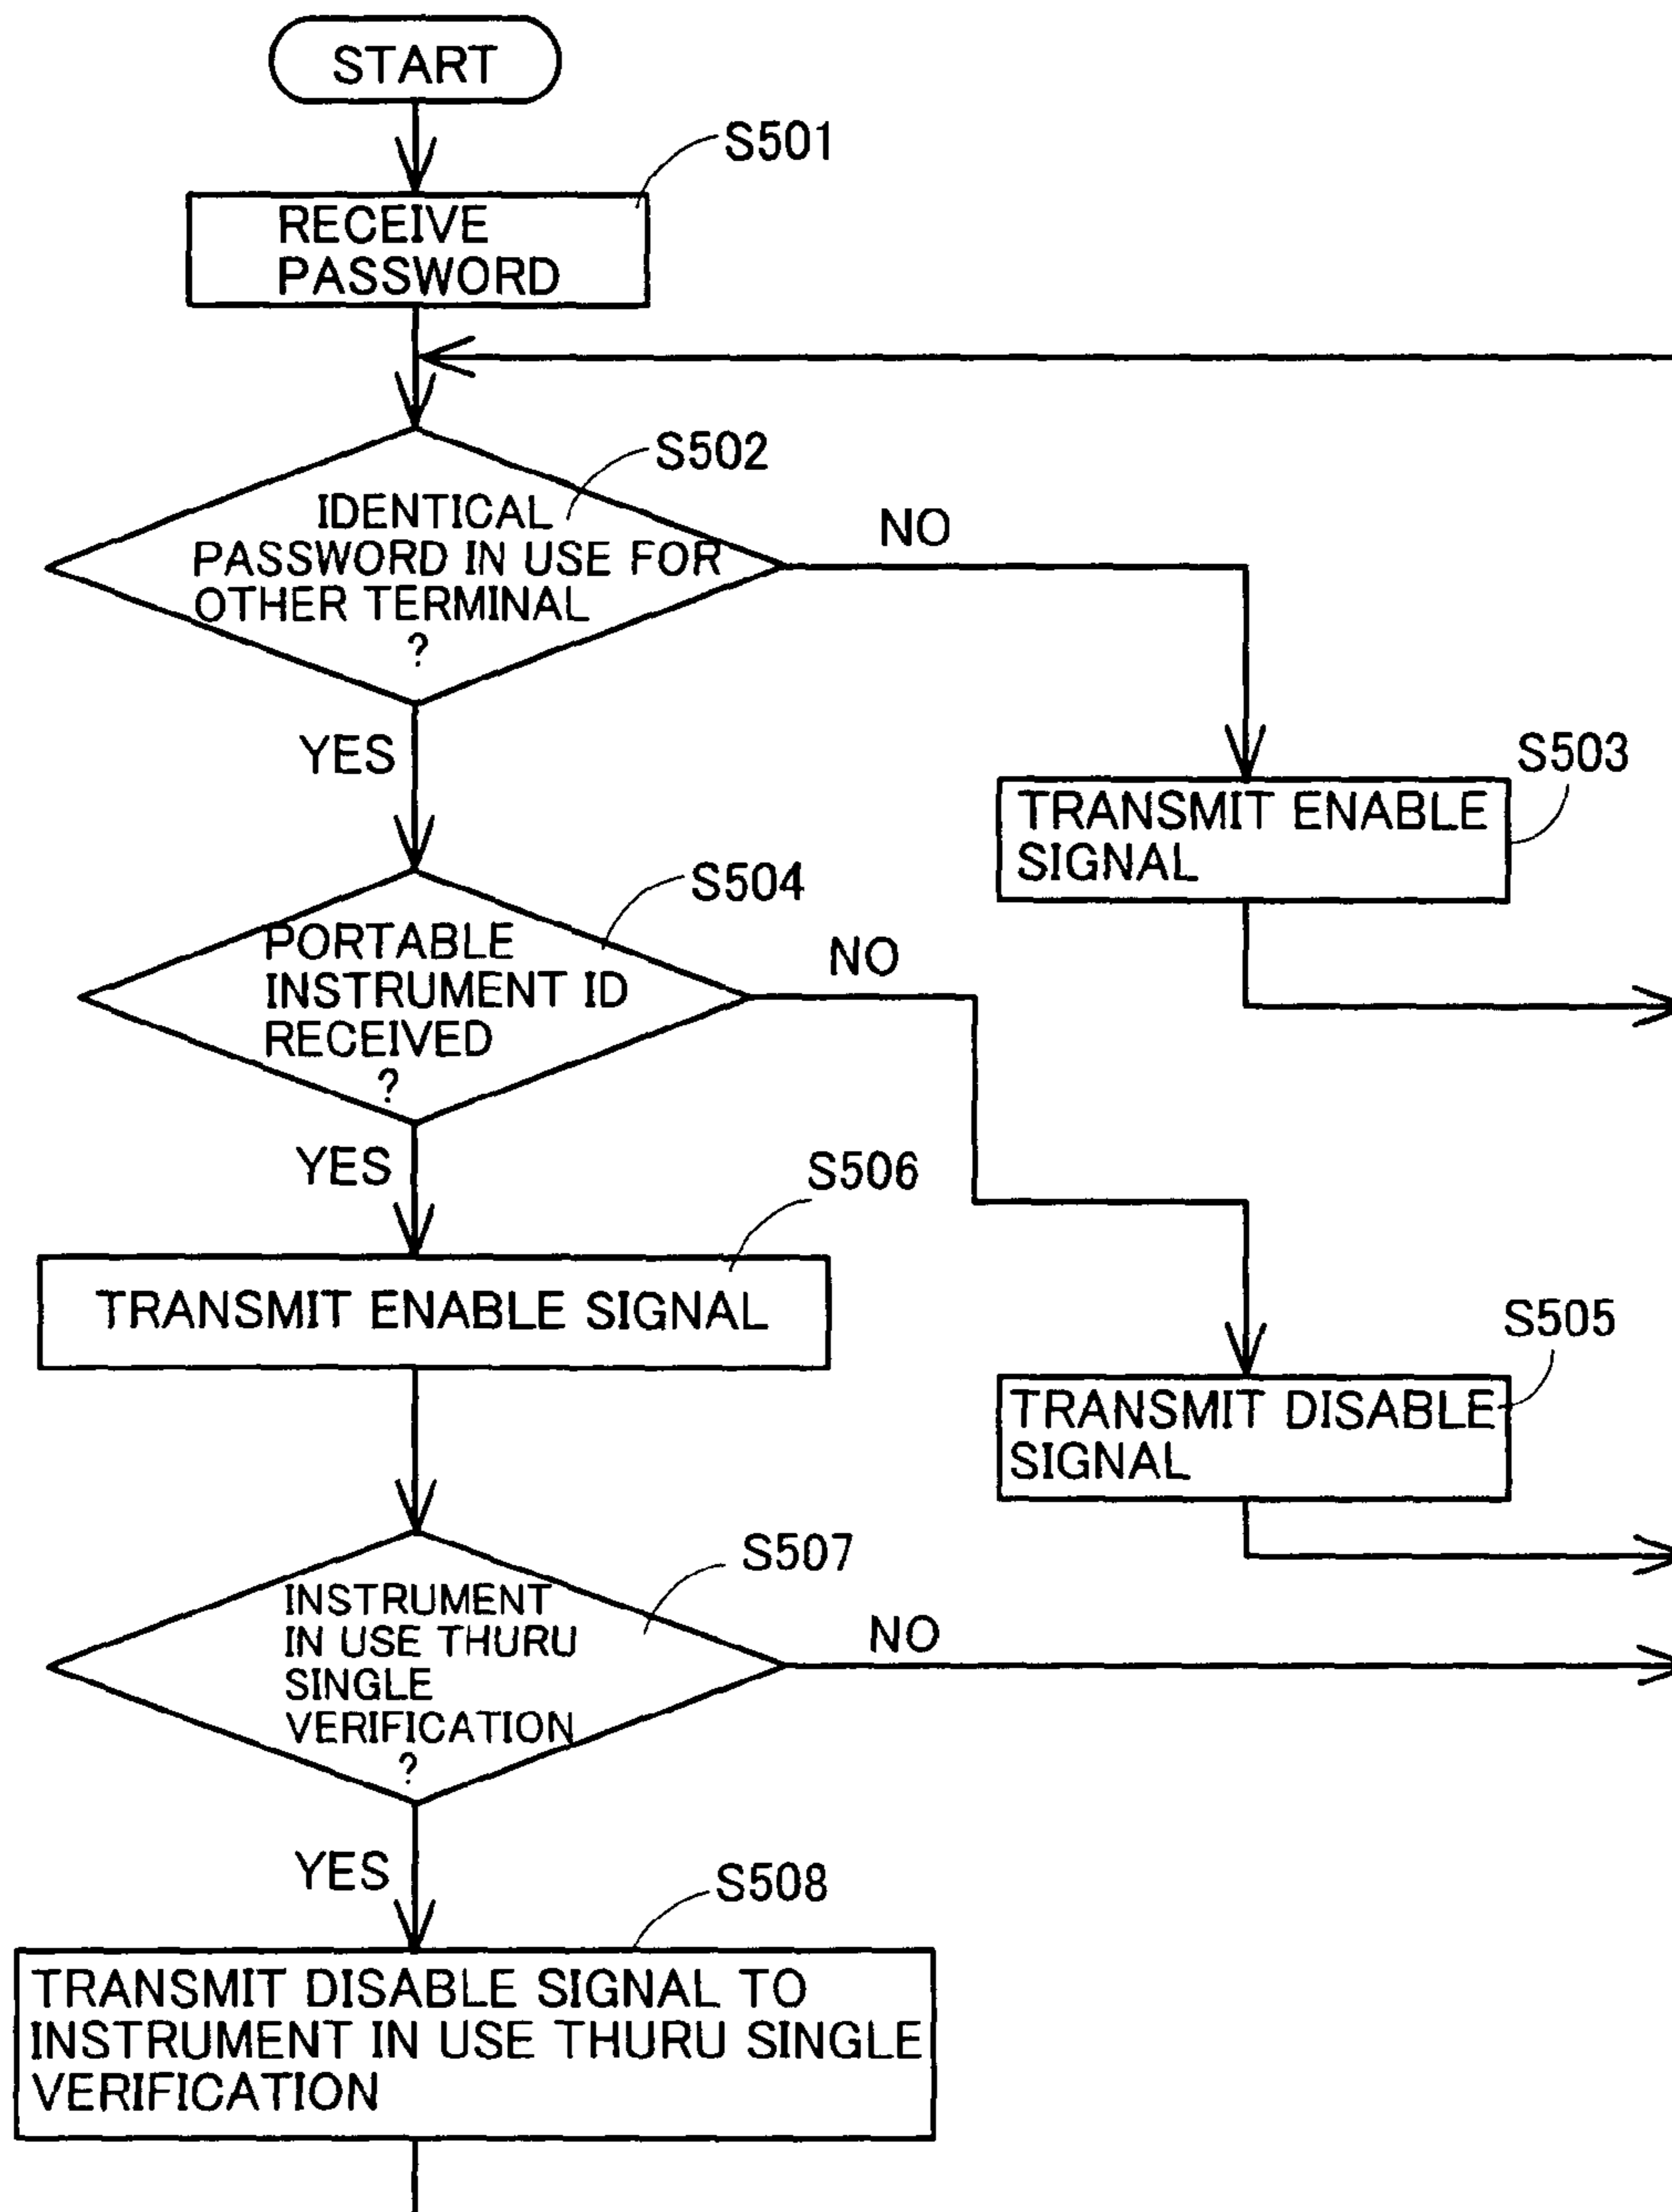 START
S501
RECEIVE
PASSWORD
S502
IDENTICAL
PASSWORD IN USE FOR
OTHER TERMINAL
?
NO
YES
S503
TRANSMIT ENABLE
SIGNAL
S504
PORTABLE
INSTRUMENT ID
RECEIVED
?
NO
YES
S506
TRANSMIT ENABLE SIGNAL
S505
TRANSMIT DISABLE
SIGNAL
S507
INSTRUMENT
IN USE THURU
SINGLE
VERIFICATION
?
NO
YES
S508
TRANSMIT DISABLE SIGNAL TO
INSTRUMENT IN USE THURU SINGLE
VERIFICATION